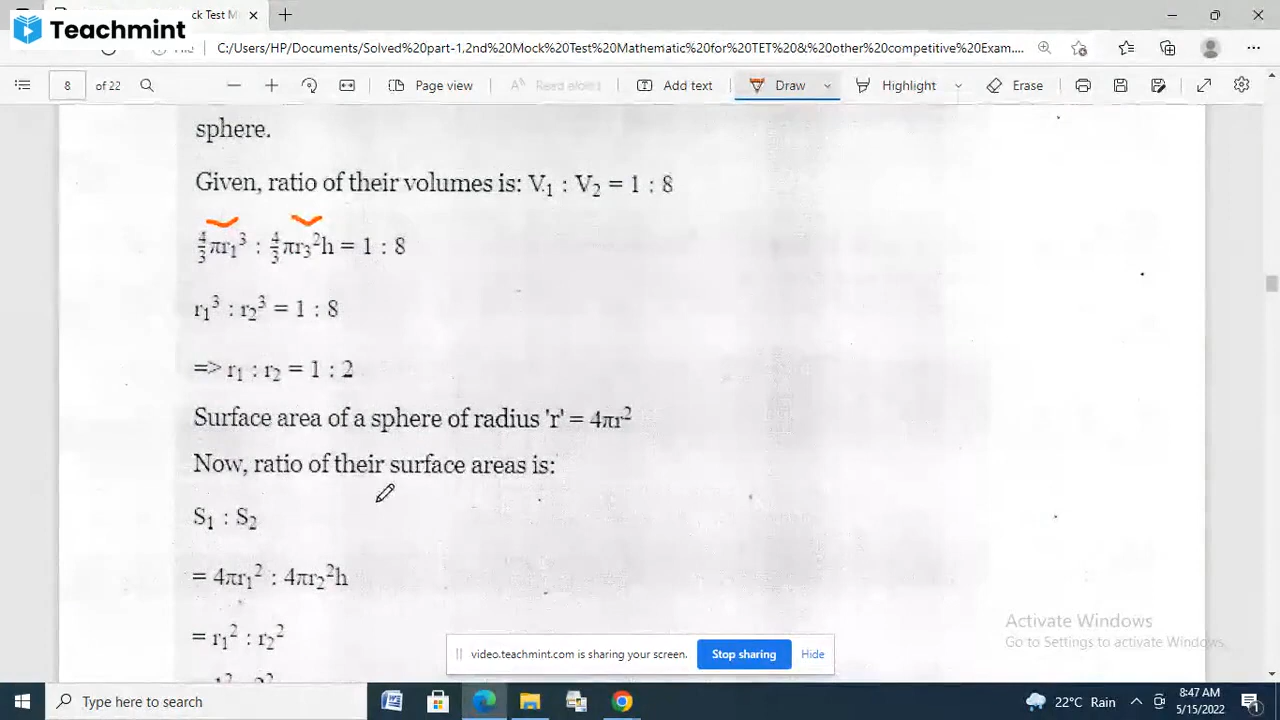 Teachmint
ck Test M
C:/Users/HP/Documents/Solved%20part-1,2nd%20Mock%20Test%20Mathematic%20for%20TET%20&%20other%20Competitive%20Exam....
8 of 22
Page view
Read aloud
Add text
Draw
Highlight
Erase
sphere.
Given, ratio of their volumes is: V₁ : V₂ = 1 : 8
4/3πr₁³ : 4/3πr₃²h = 1 : 8
r₁³ : r₂³ = 1 : 8
=> r₁ : r₂ = 1 : 2
Surface area of a sphere of radius 'r' = 4πr²
Now, ratio of their surface areas is:
S₁ : S₂
= 4πr₁² : 4πr₂²h
= r₁² : r₂²
Activate Windows
Go to Settings to activate Windows.
video.teachmint.com is sharing your screen.
Stop sharing
Hide
Type here to search
22°C Rain
8:47 AM
5/15/2022